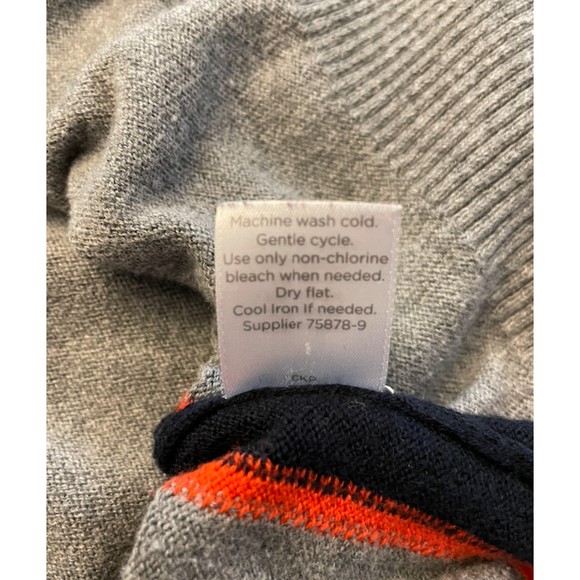 Machine wash cold.
Gentle cycle.
Use only non-chlorine
bleach when needed.
Dry flat.
Cool Iron If needed.
Supplier 75878-9